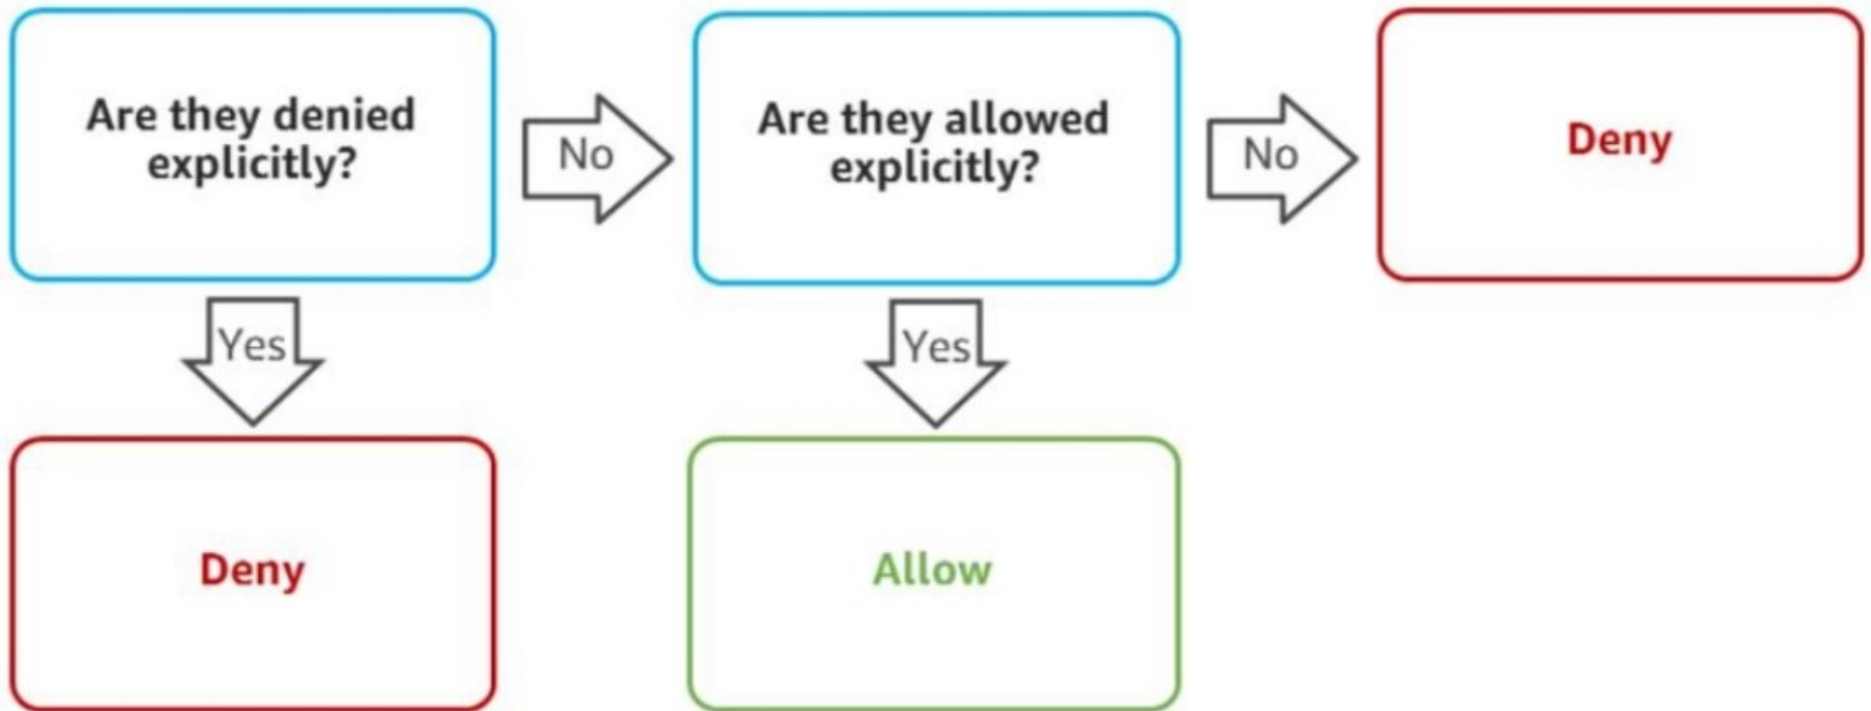 Are they denied
explicitly?
No
Are they allowed
explicitly?
No
Deny
Yes
Yes
Deny
Allow